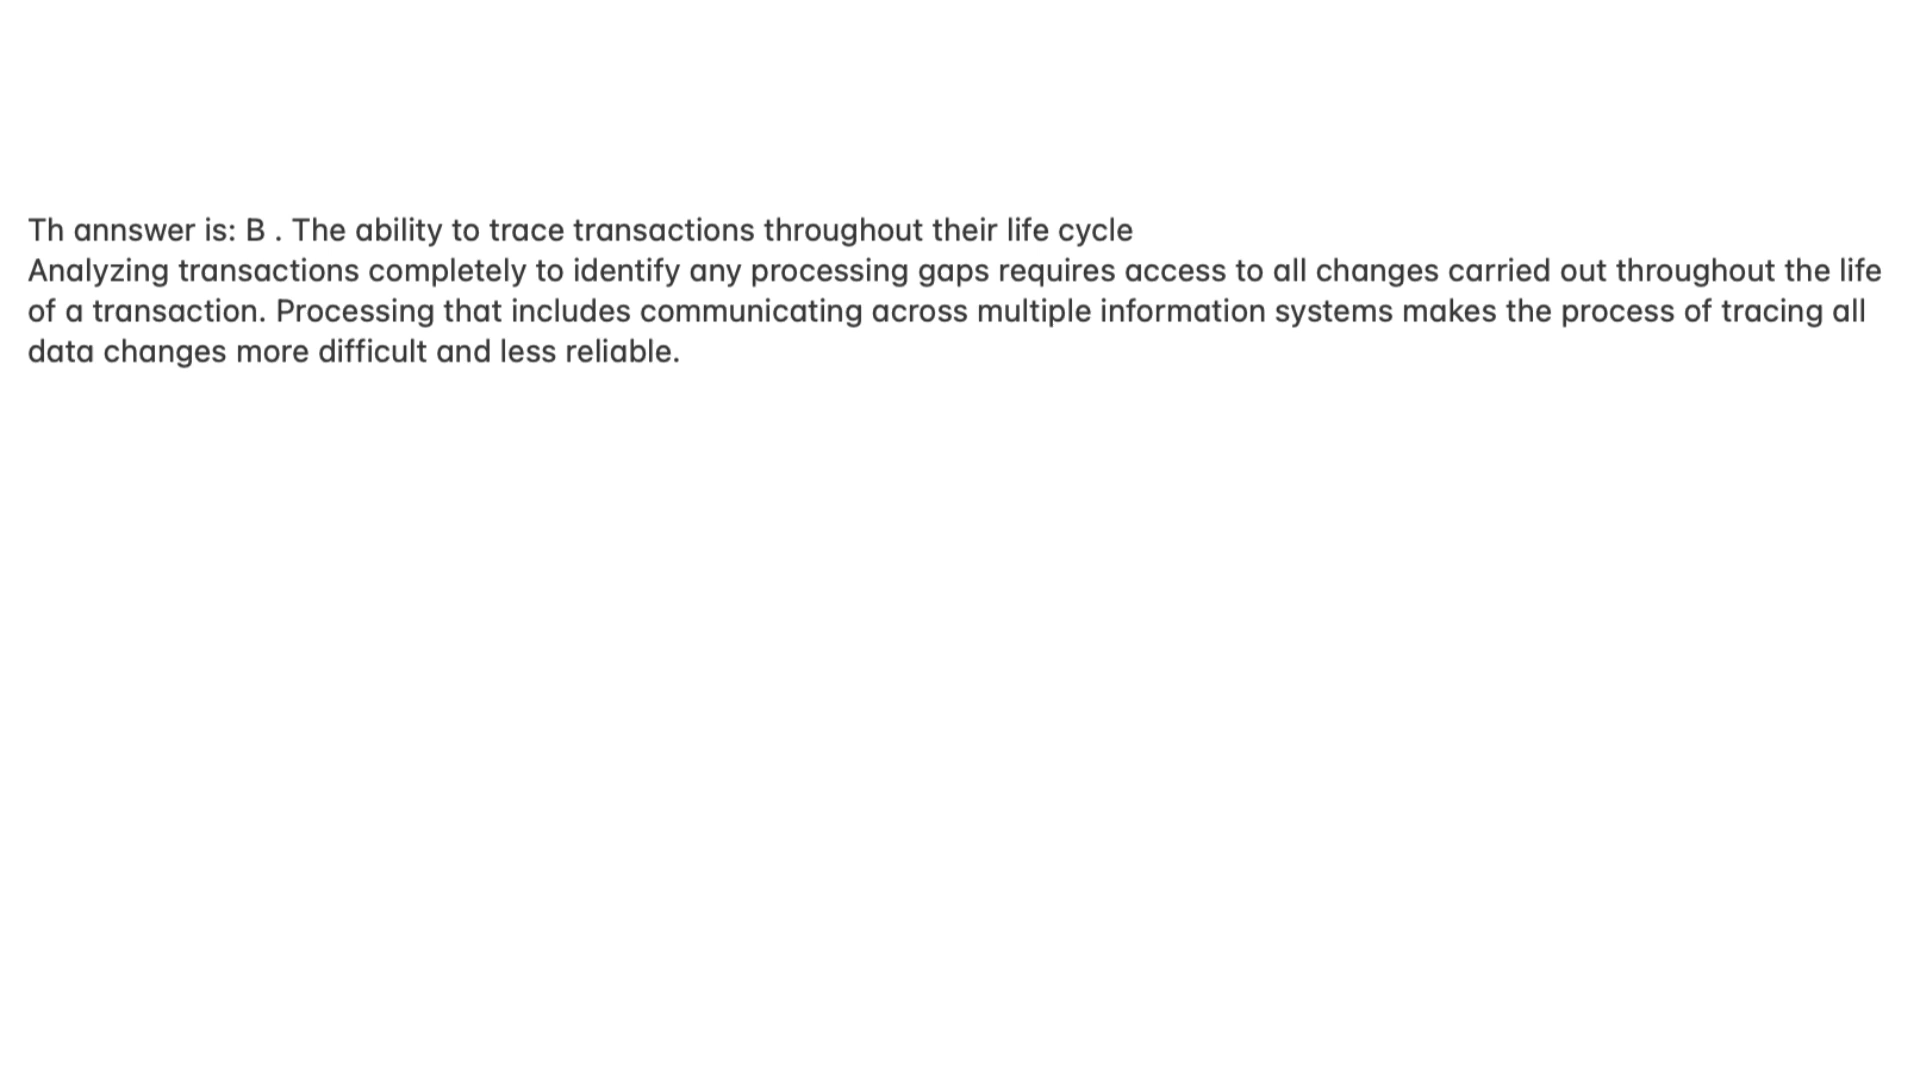 Th annswer is: B . The ability to trace transactions throughout their life cycle
Analyzing transactions completely to identify any processing gaps requires access to all changes carried out throughout the life
of a transaction. Processing that includes communicating across multiple information systems makes the process of tracing all
data changes more difficult and less reliable.